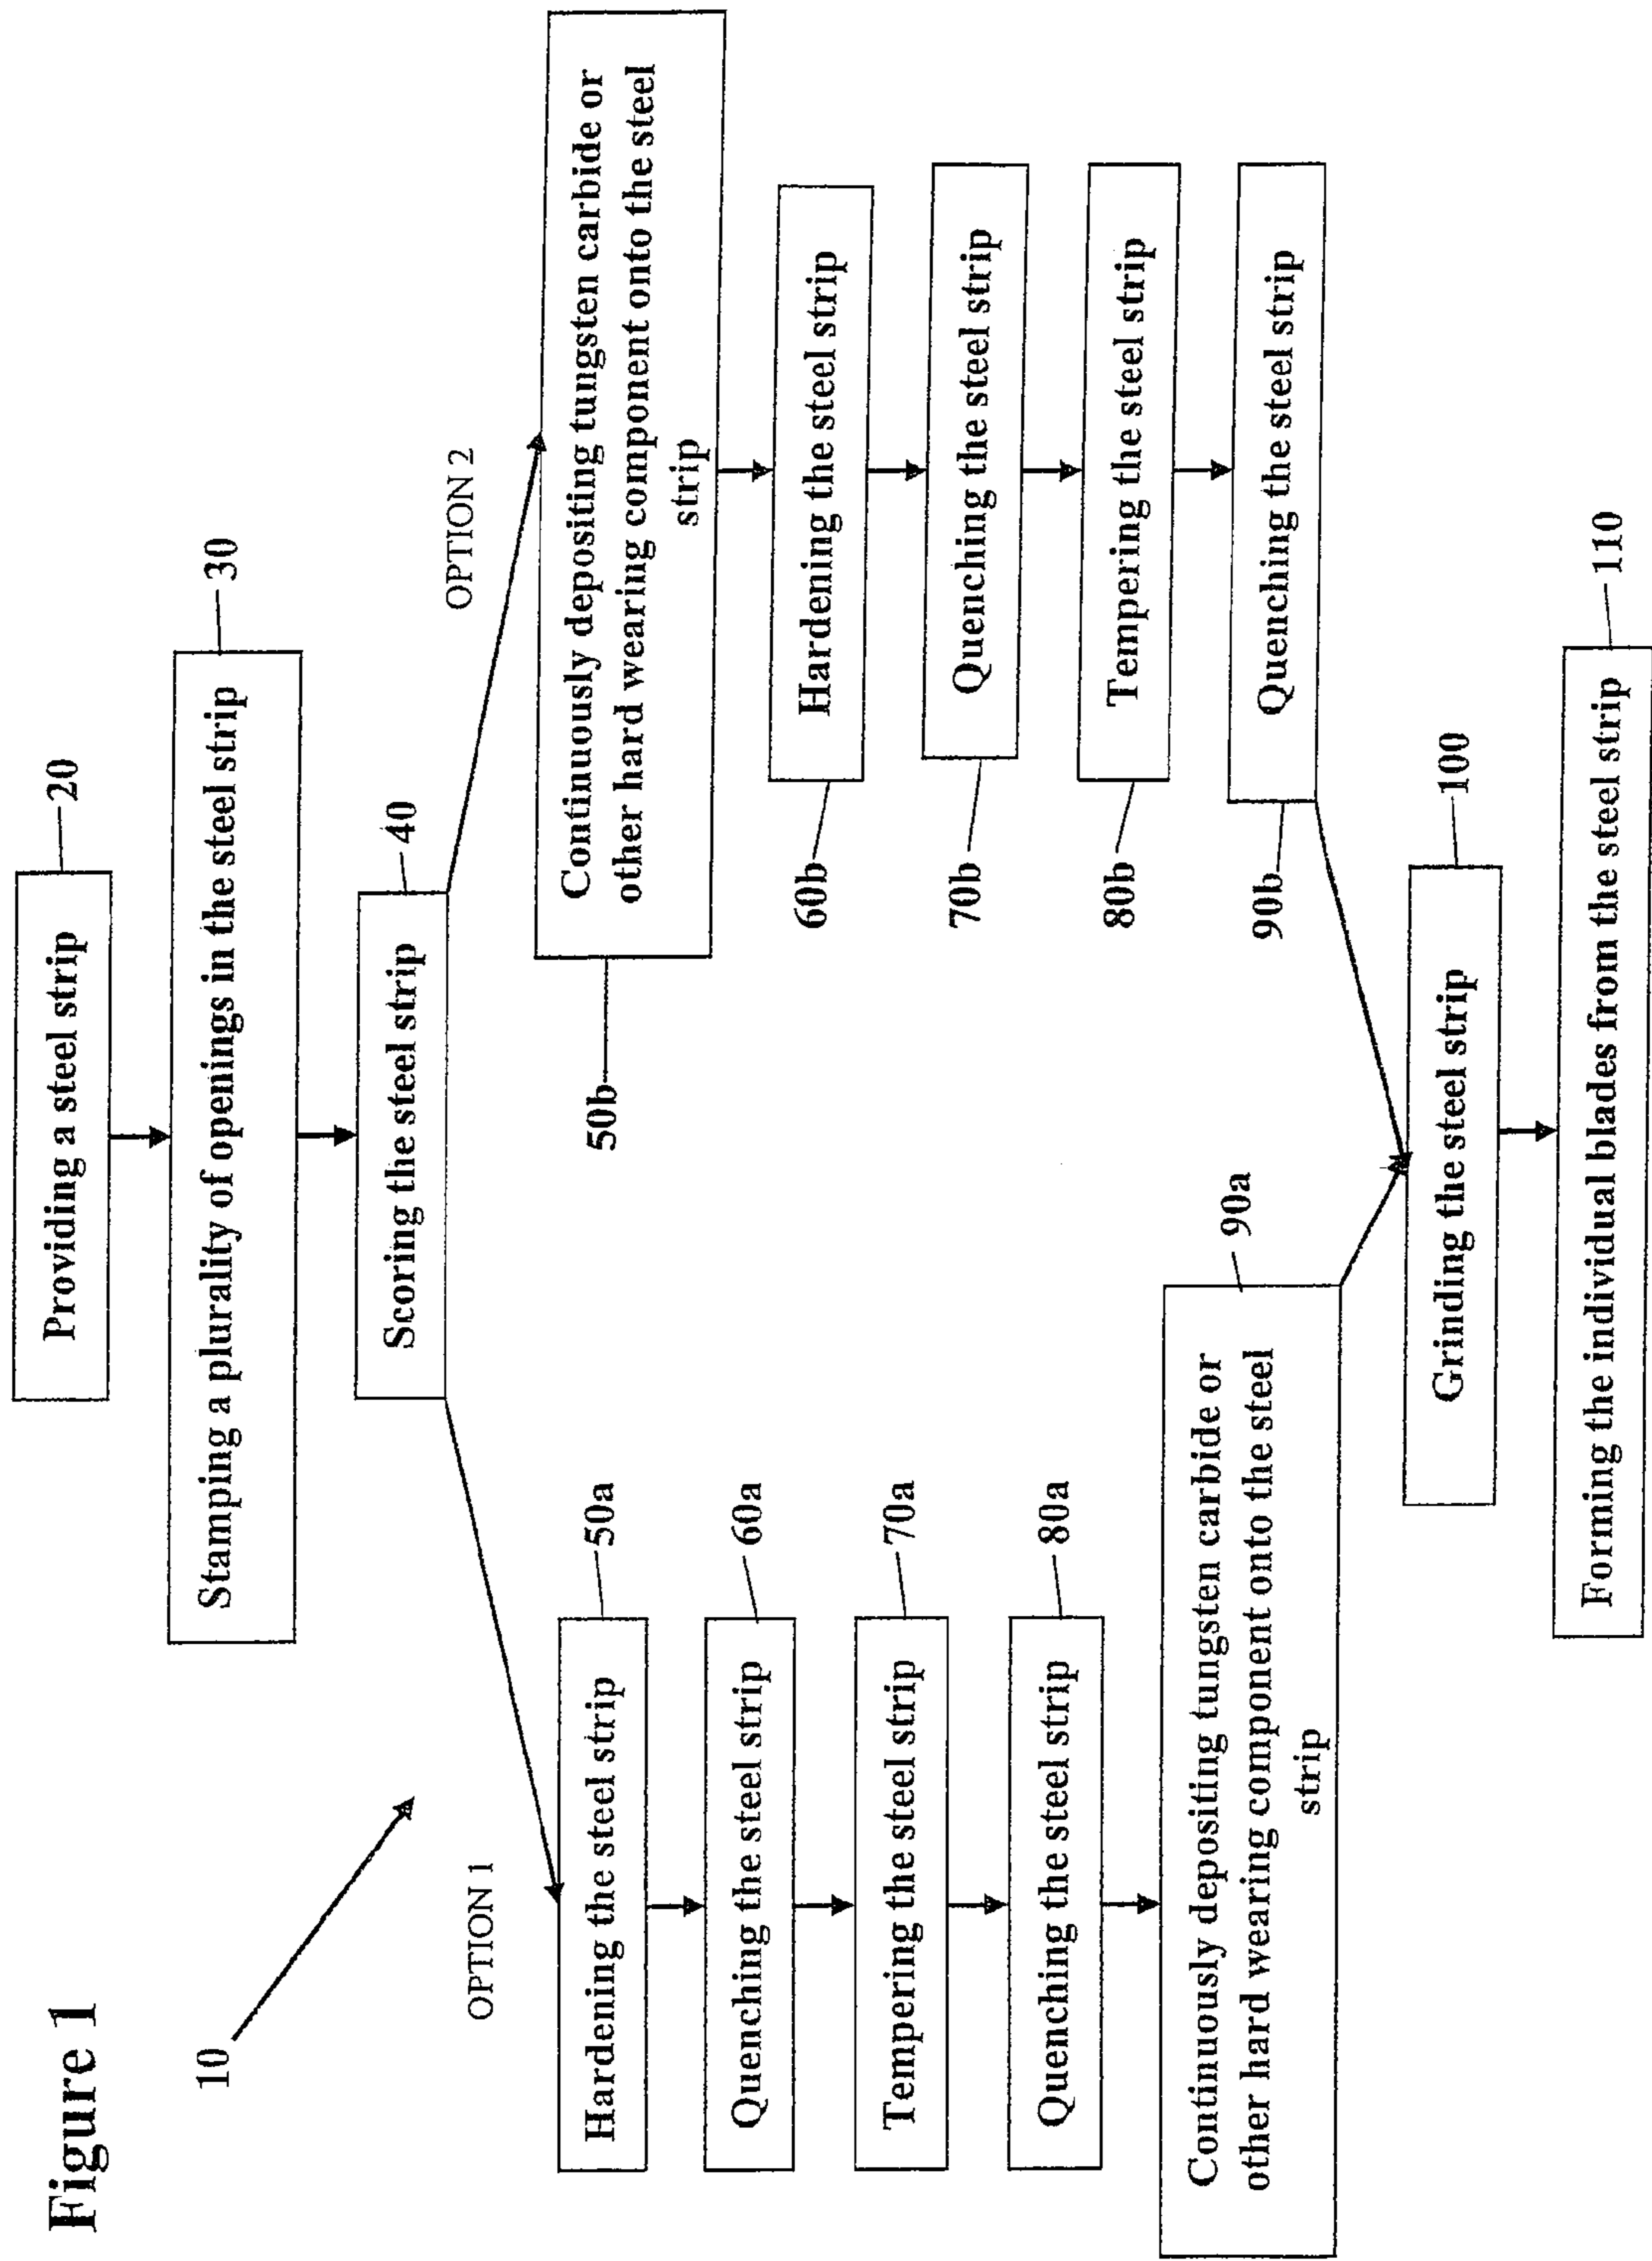 Figure 1
10
Providing a steel strip
20
Stamping a plurality of openings in the steel strip
30
Scoring the steel strip
40
OPTION 1
Hardening the steel strip
50a
Quenching the steel strip
60a
Tempering the steel strip
70a
Quenching the steel strip
80a
Continuously depositing tungsten carbide or
other hard wearing component onto the steel
strip
90a
OPTION 2
Continuously depositing tungsten carbide or
other hard wearing component onto the steel
strip
50b
Hardening the steel strip
60b
Quenching the steel strip
70b
Tempering the steel strip
80b
Quenching the steel strip
90b
Grinding the steel strip
100
Forming the individual blades from the steel strip
110